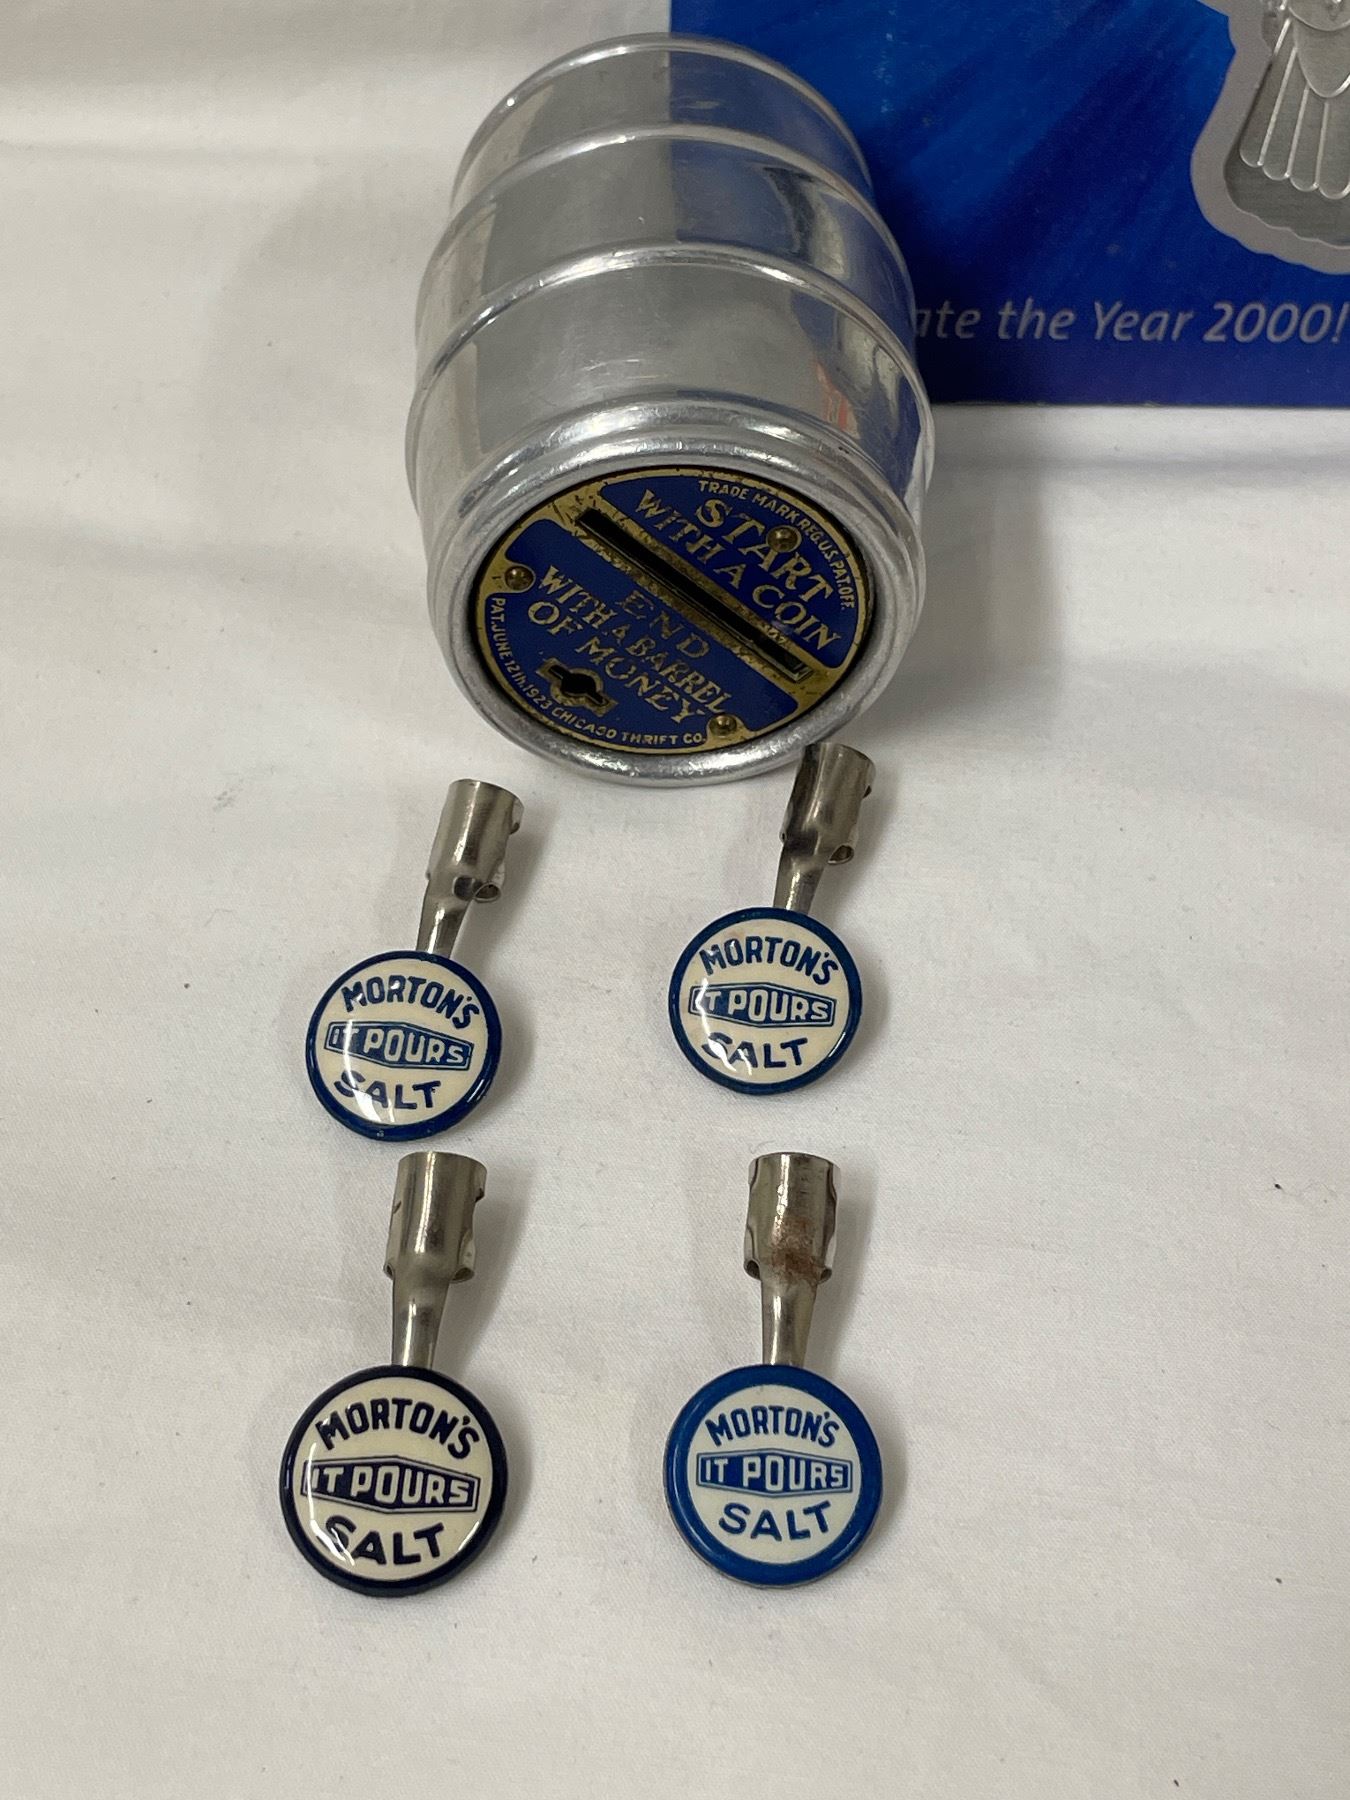 ate the Year 2000!
TRADE MARK REG.US.PAT.OFF.
START
WITH A COIN
END
WITH A BARREL
OF MONEY
PAT.JUNE 12th.1923 CHICAGO THRIFT CO.
MORTON'S
IT POURS
SALT
MORTON'S
IT POURS
SALT
MORTON'S
IT POURS
SALT
MORTON'S
IT POURS
SALT